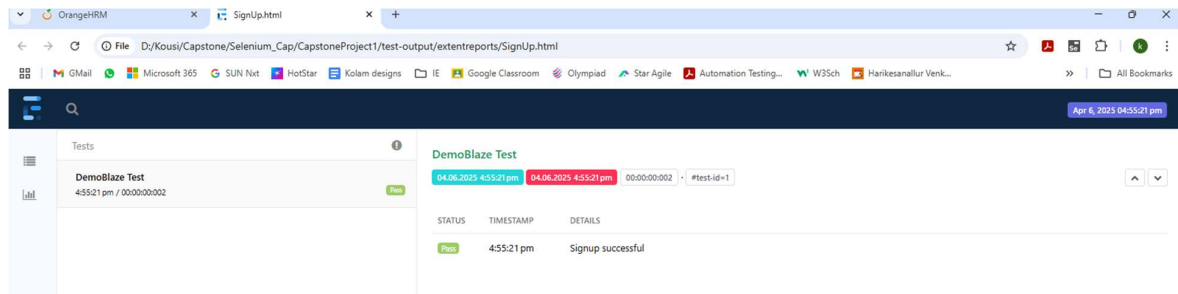 OrangeHRM
SignUp.html
File D:/Kousi/Capstone/Selenium_Cap/CapstoneProject1/test-output/extentreports/SignUp.html
k
GMail Microsoft 365 SUN Nxt HotStar Kolam designs IE Google Classroom Olympiad Star Agile Automation Testing... W3Sch Harikesanallur Venk... » All Bookmarks
Apr 6, 2025 04:55:21 pm
Tests
DemoBlaze Test
4:55:21 pm / 00:00:00:002
Pass
DemoBlaze Test
04.06.2025 4:55:21 pm 04.06.2025 4:55:21 pm 00:00:00:002 · #test-id=1
STATUS TIMESTAMP DETAILS
Pass 4:55:21 pm Signup successful